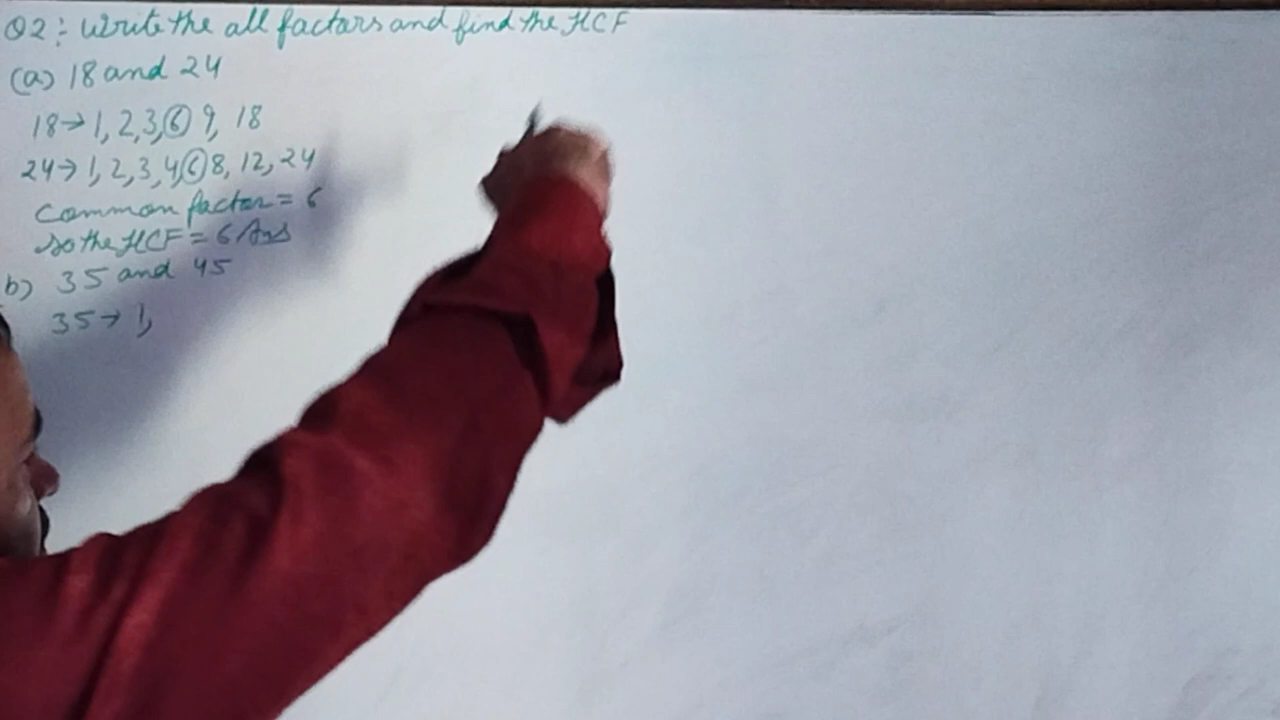 Q2:- Write the all factors and find the HCF
(a) 18 and 24
18→ 1, 2, 3, 6 9, 18
24→ 1, 2, 3, 4, 6 8, 12, 24
Common factor = 6
So the HCF = 6 Ans
b) 35 and 45
35→ 1,